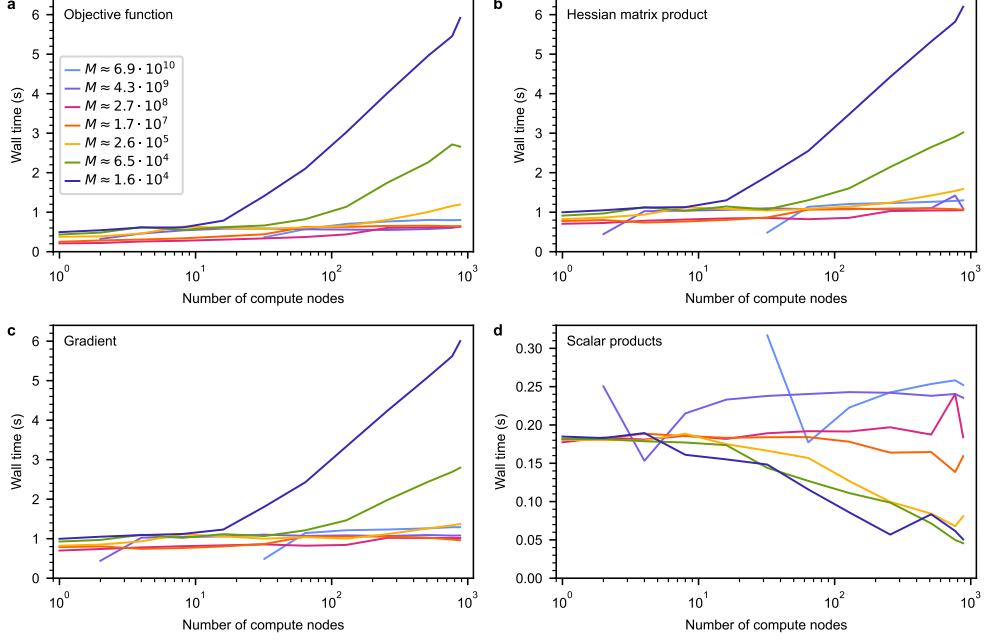 a
Objective function
6
5
4
3
2
1
0
Wall time (s)
M ≈ 6.9 · 10¹⁰
M ≈ 4.3 · 10⁹
M ≈ 2.7 · 10⁸
M ≈ 1.7 · 10⁷
M ≈ 2.6 · 10⁵
M ≈ 6.5 · 10⁴
M ≈ 1.6 · 10⁴
10⁰ 10¹ 10² 10³
Number of compute nodes
b
Hessian matrix product
6
5
4
3
2
1
0
Wall time (s)
10⁰ 10¹ 10² 10³
Number of compute nodes
c
Gradient
6
5
4
3
2
1
0
Wall time (s)
10⁰ 10¹ 10² 10³
Number of compute nodes
d
Scalar products
0.30
0.25
0.20
0.15
0.10
0.05
0.00
Wall time (s)
10⁰ 10¹ 10² 10³
Number of compute nodes